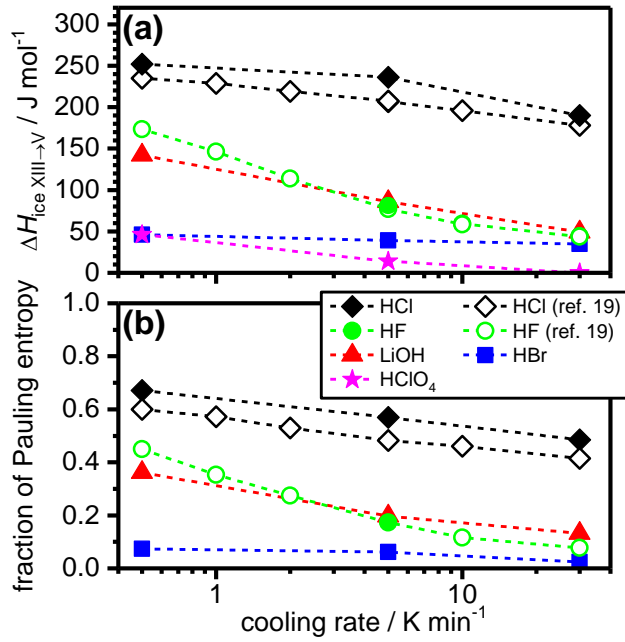 (a)
300
250
200
150
100
50
0
ΔH_ice XIII→V / J mol⁻¹
(b)
HCl
HCl (ref. 19)
HF
HF (ref. 19)
LiOH
HBr
HClO₄
1.0
0.8
0.6
0.4
0.2
0.0
fraction of Pauling entropy
1
10
cooling rate / K min⁻¹